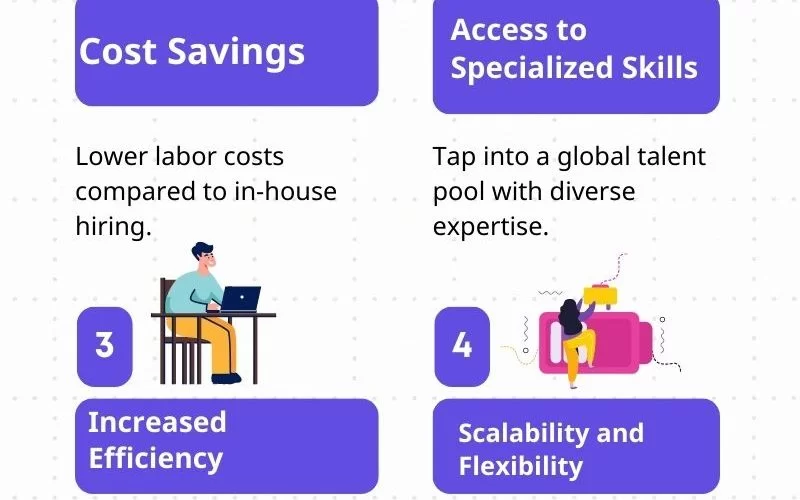 Cost Savings
Access to
Specialized Skills
Lower labor costs
compared to in-house
hiring.
Tap into a global talent
pool with diverse
expertise.
3
4
Increased
Efficiency
Scalability and
Flexibility